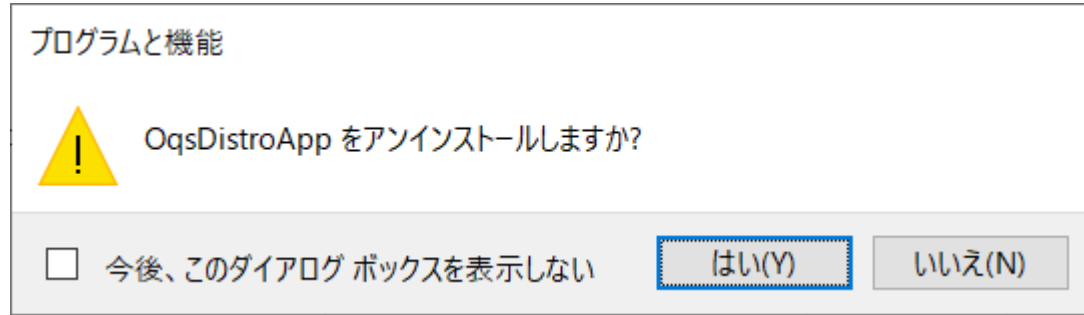 プログラムと機能
OqsDistroApp をアンインストールしますか?
今後、このダイアログ ボックスを表示しない
はい(Y)
いいえ(N)